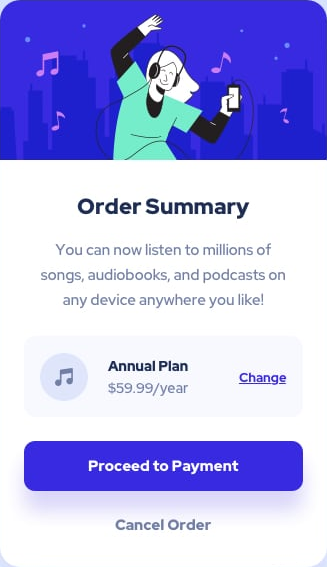 Order Summary
You can now listen to millions of
songs, audiobooks, and podcasts on
any device anywhere you like!
Annual Plan
$59.99/year
Change
Proceed to Payment
Cancel Order